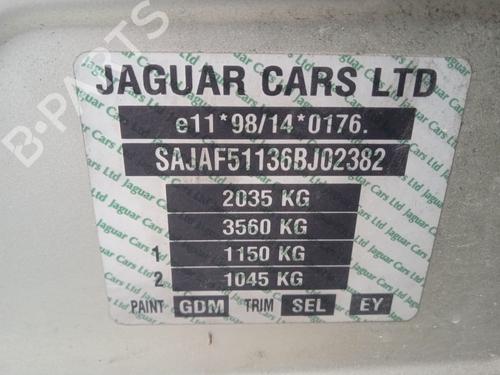 B-PARTS
JAGUAR CARS LTD
e11*98/14*0176.
SAJAF51136BJ02382
2035 KG
3560 KG
1 1150 KG
2 1045 KG
PAINT GDM TRIM SEL EY